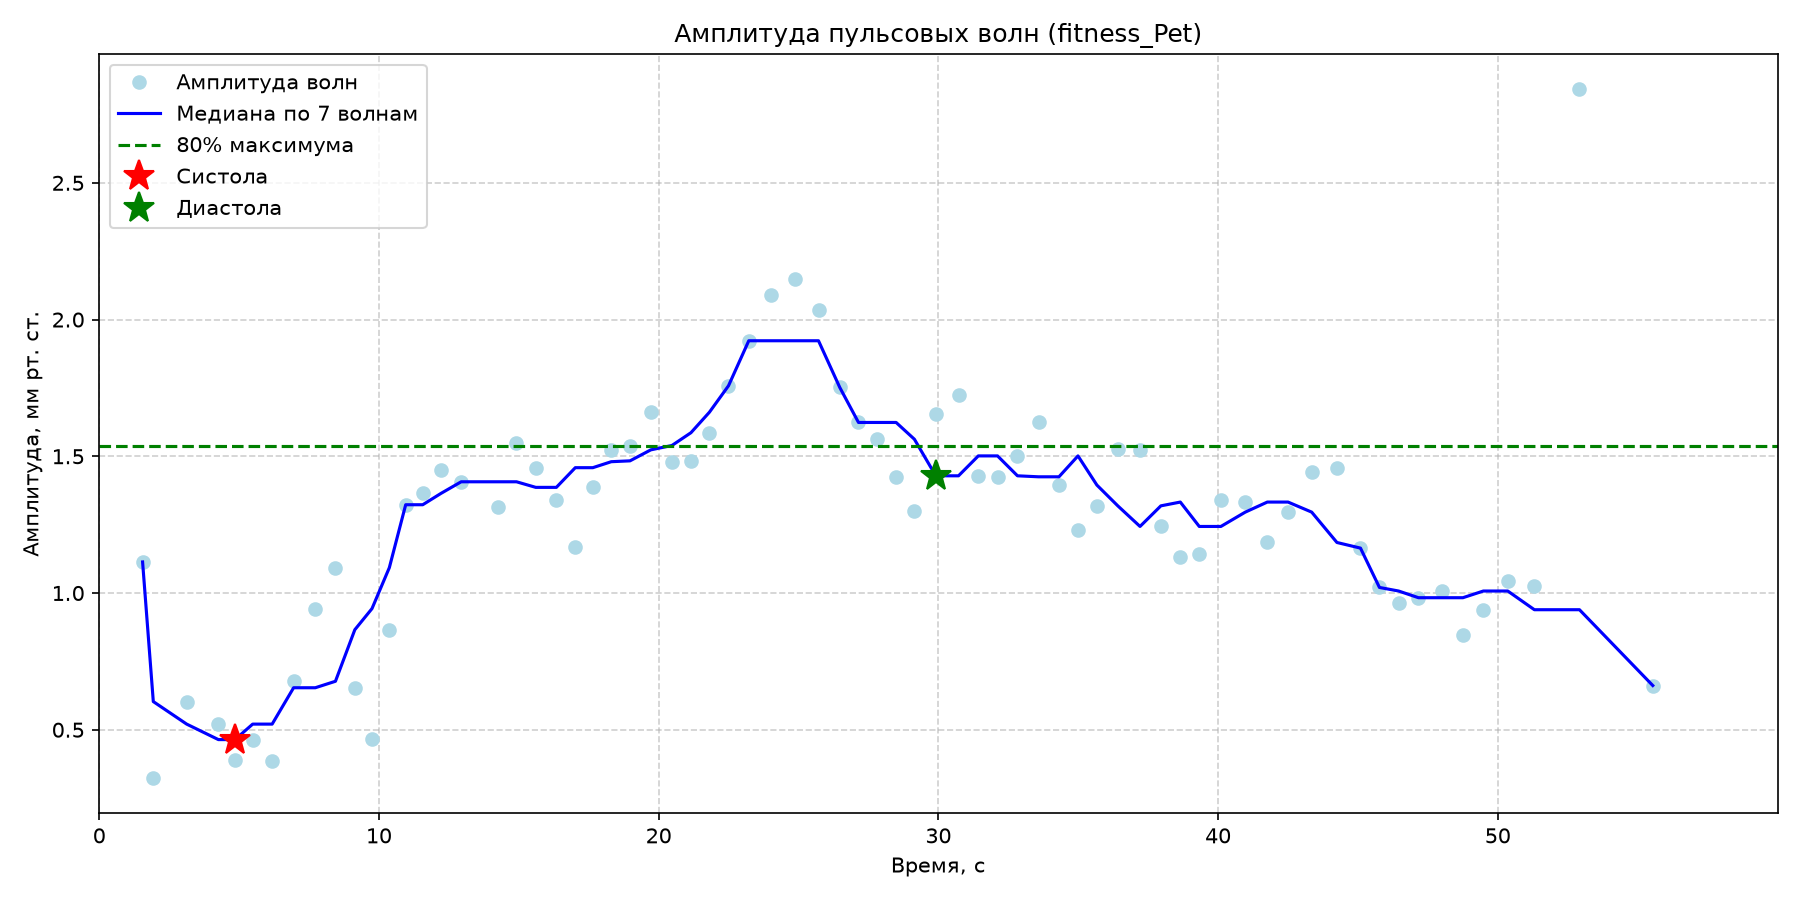 Амплитуда пульсовых волн (fitness_Pet)
Амплитуда волн
Медиана по 7 волнам
80% максимума
Систола
Диастола
Амплитуда, мм рт. ст.
2.5
2.0
1.5
1.0
0.5
0 10 20 30 40 50
Время, с